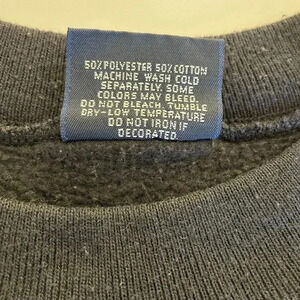 50% POLYESTER 50% COTTON
MACHINE WASH COLD
SEPARATELY. SOME
COLORS MAY BLEED.
DO NOT BLEACH. TUMBLE
DRY-LOW TEMPERATURE
DO NOT IRON IF
DECORATED.